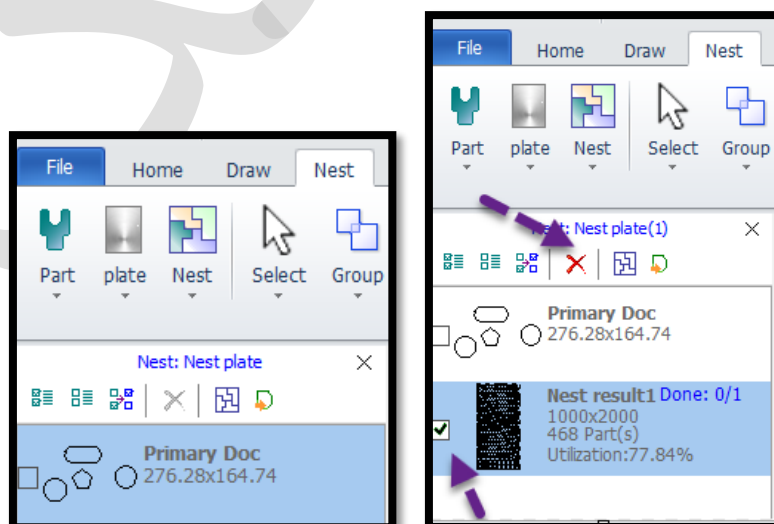 File Home Draw Nest
Part plate Nest Select Group
Nest: Nest plate
Primary Doc
276.28x164.74
File Home Draw Nest
Part plate Nest Select Group
Nest: Nest plate(1)
Primary Doc
276.28x164.74
Nest result1 Done: 0/1
1000x2000
468 Part(s)
Utilization:77.84%